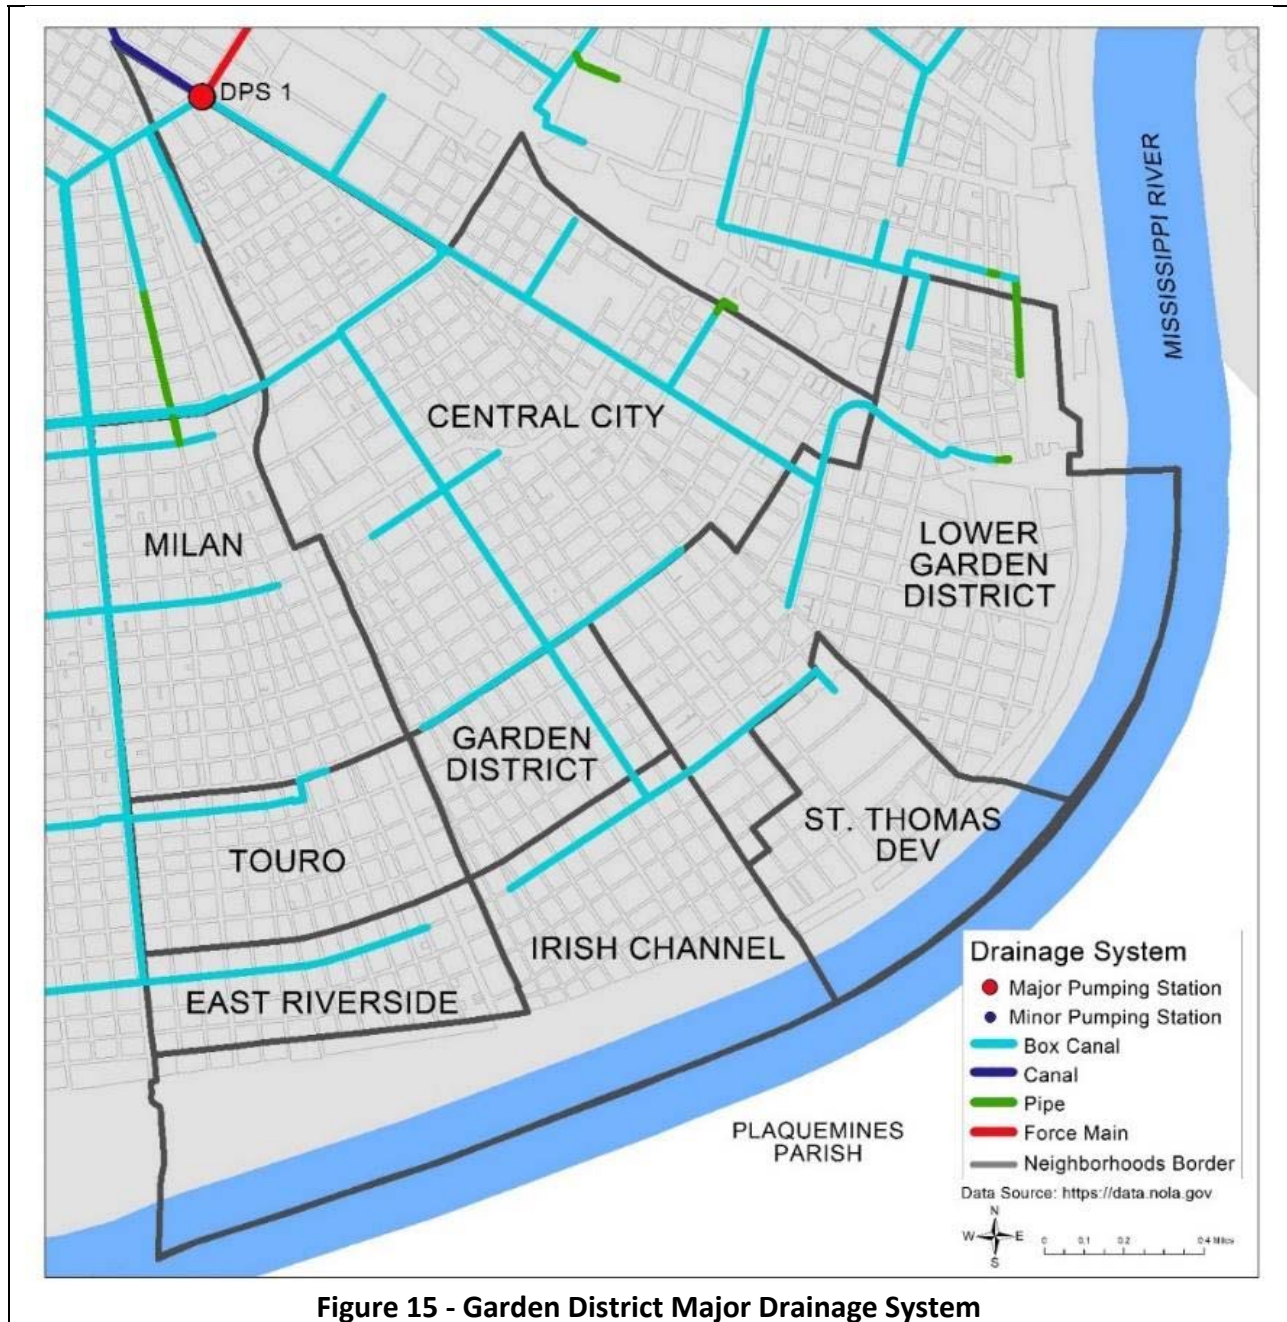 DPS 1
MISSISSIPPI RIVER
CENTRAL CITY
MILAN
LOWER
GARDEN
DISTRICT
GARDEN
DISTRICT
ST. THOMAS
DEV
TOURO
IRISH CHANNEL
EAST RIVERSIDE
PLAQUEMINES
PARISH
Drainage System
Major Pumping Station
Minor Pumping Station
Box Canal
Canal
Pipe
Force Main
Neighborhoods Border
Data Source: https://data.nola.gov
N
W E
S
0 0.1 0.2 0.4 Miles
Figure 15 - Garden District Major Drainage System